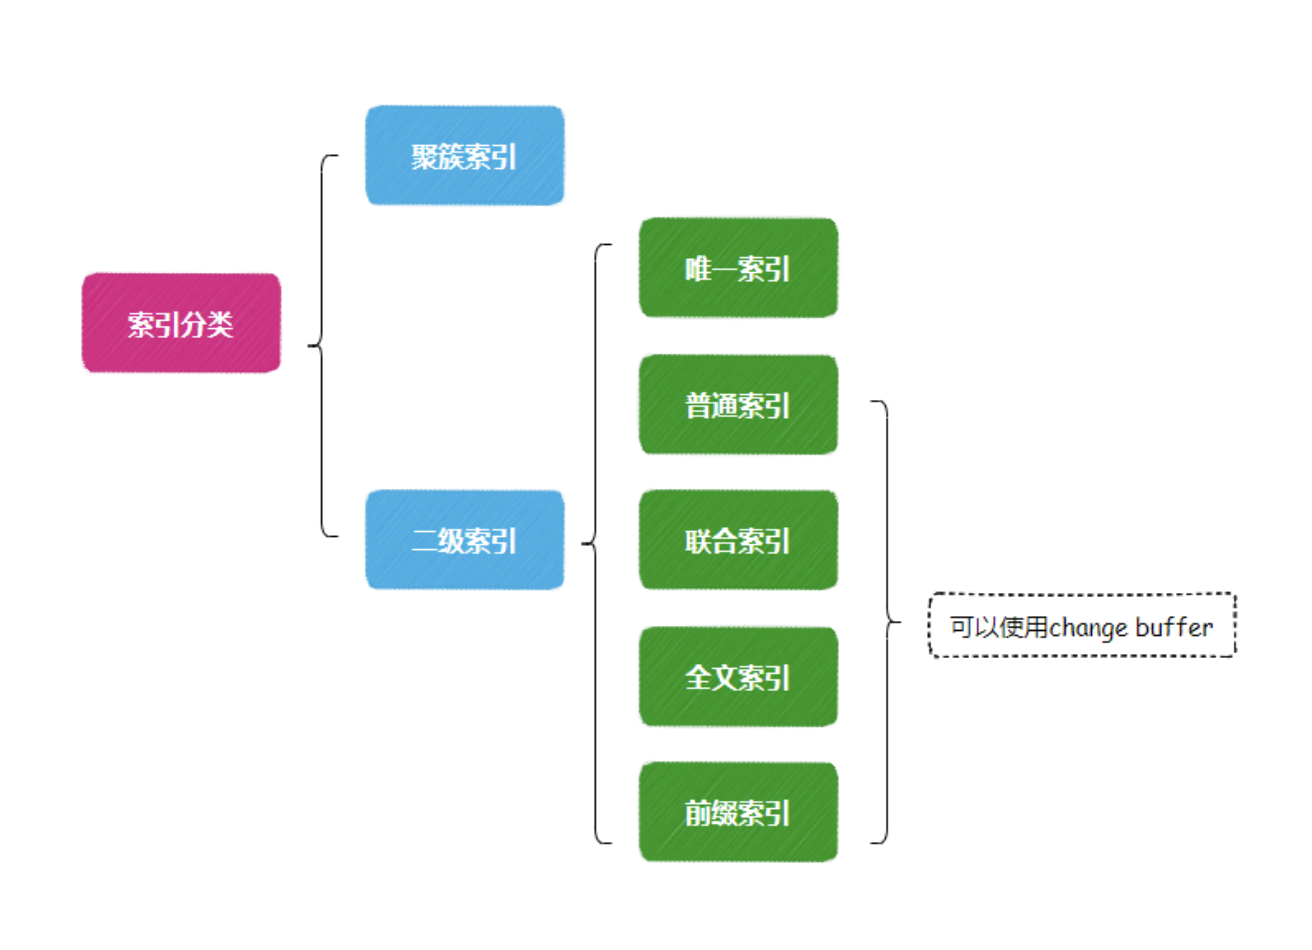 聚簇索引
唯一索引
索引分类
普通索引
二级索引
联合索引
可以使用change buffer
全文索引
前缀索引